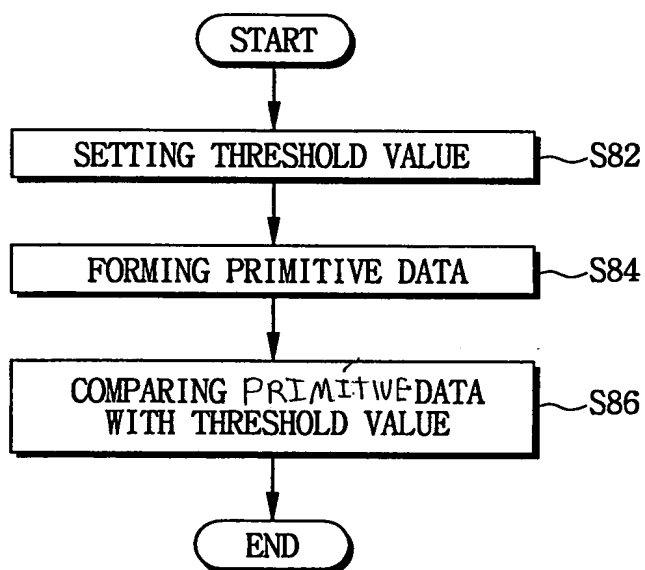 START
SETTING THRESHOLD VALUE
S82
FORMING PRIMITIVE DATA
S84
COMPARING PRIMITIVE DATA
WITH THRESHOLD VALUE
S86
END